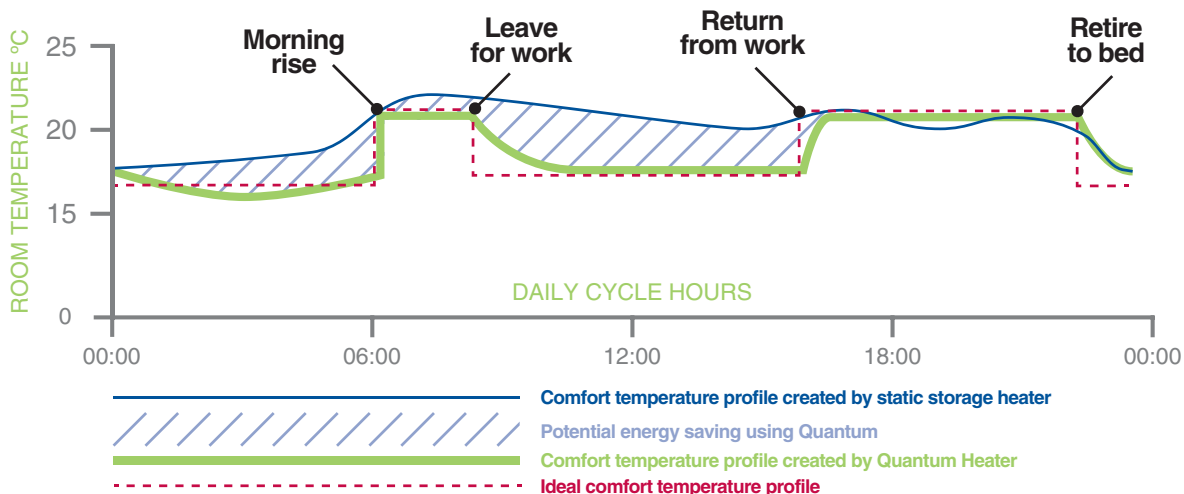 ROOM TEMPERATURE ºC
25
20
15
0
Morning
rise
Leave
for work
Return
from work
Retire
to bed
DAILY CYCLE HOURS
00:00
06:00
12:00
18:00
00:00
Comfort temperature profile created by static storage heater
Potential energy saving using Quantum
Comfort temperature profile created by Quantum Heater
Ideal comfort temperature profile